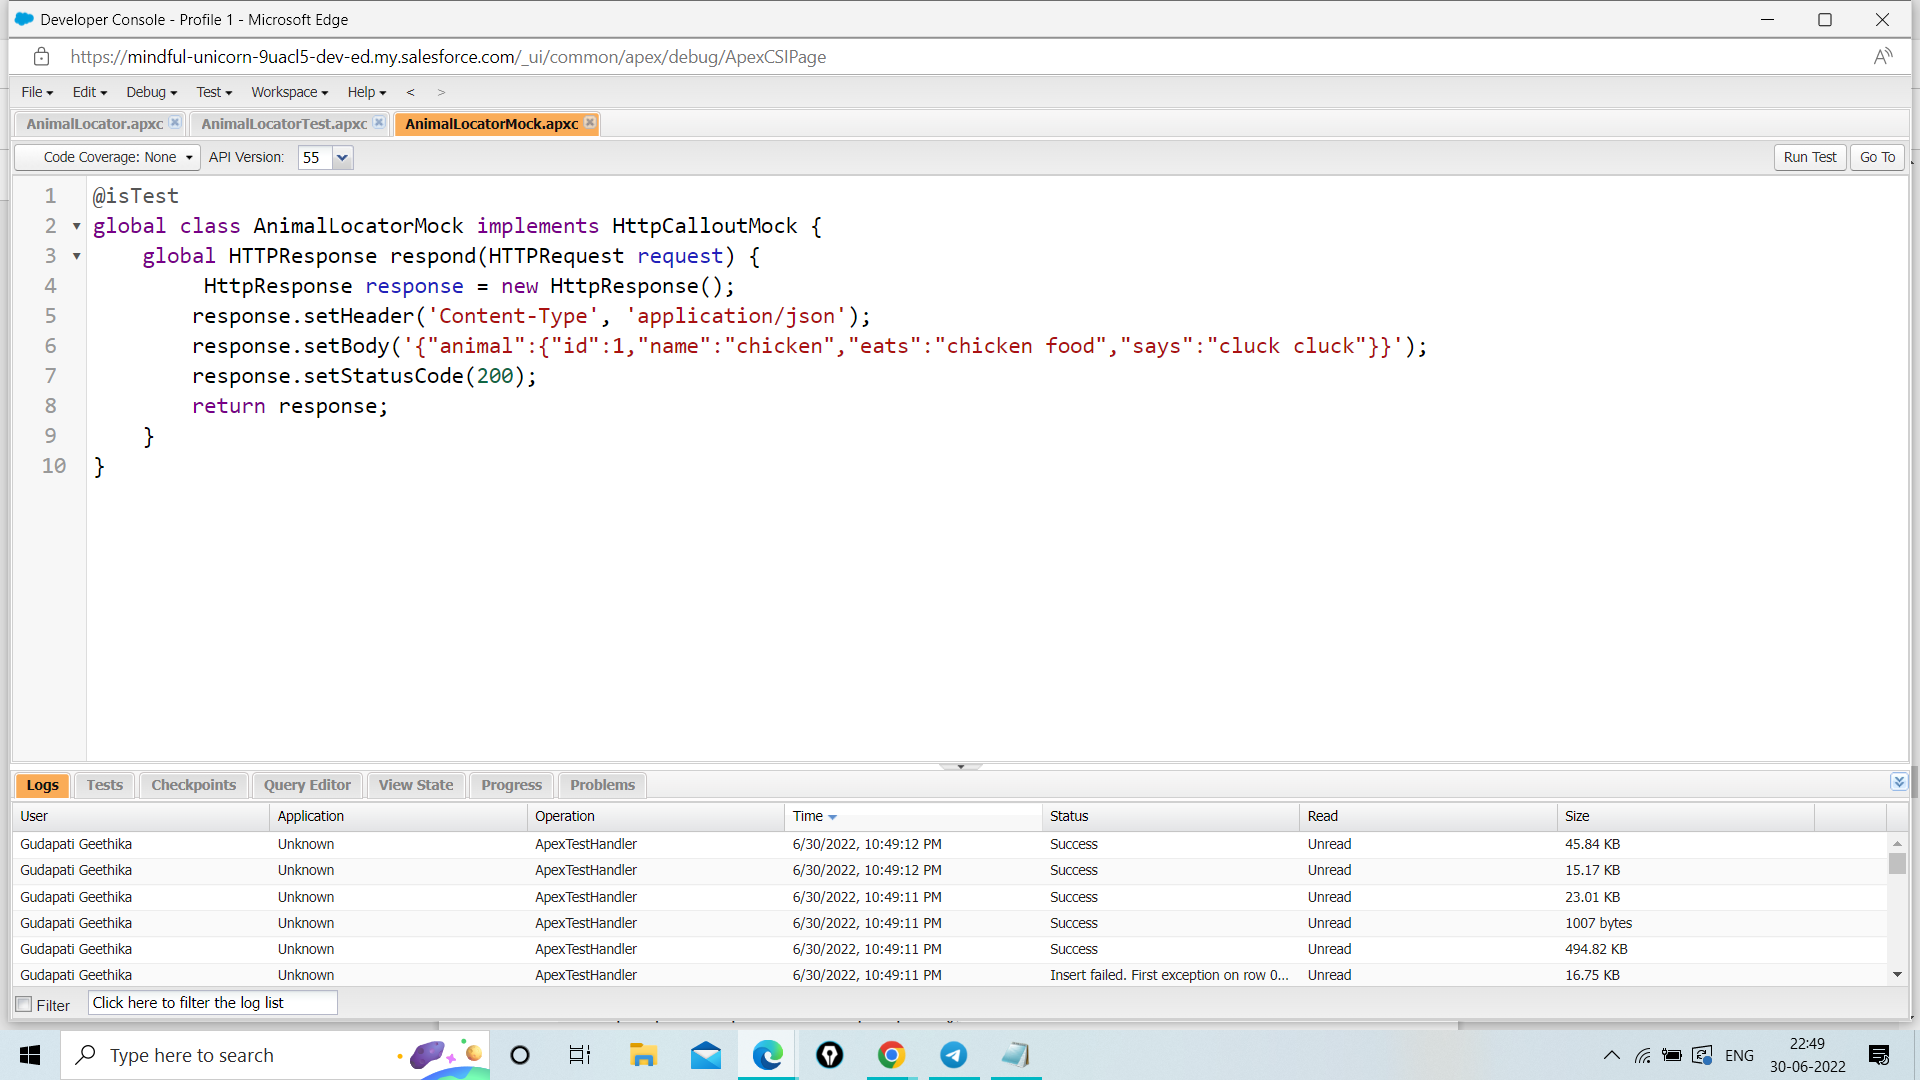 Developer Console - Profile 1 - Microsoft Edge
https://mindful-unicorn-9uacl5-dev-ed.my.salesforce.com/_ui/common/apex/debug/ApexCSIPage
File Edit Debug Test Workspace Help < >
AnimalLocator.apxc AnimalLocatorTest.apxc AnimalLocatorMock.apxc
Code Coverage: None API Version: 55 Run Test Go To
1 @isTest
2 global class AnimalLocatorMock implements HttpCalloutMock {
3 global HTTPResponse respond(HTTPRequest request) {
4 HttpResponse response = new HttpResponse();
5 response.setHeader('Content-Type', 'application/json');
6 response.setBody('{"animal":{"id":1,"name":"chicken","eats":"chicken food","says":"cluck cluck"}}');
7 response.setStatusCode(200);
8 return response;
9 }
10 }
Logs Tests Checkpoints Query Editor View State Progress Problems
User Application Operation Time Status Read Size
Gudapati Geethika Unknown ApexTestHandler 6/30/2022, 10:49:12 PM Success Unread 45.84 KB
Gudapati Geethika Unknown ApexTestHandler 6/30/2022, 10:49:12 PM Success Unread 15.17 KB
Gudapati Geethika Unknown ApexTestHandler 6/30/2022, 10:49:11 PM Success Unread 23.01 KB
Gudapati Geethika Unknown ApexTestHandler 6/30/2022, 10:49:11 PM Success Unread 1007 bytes
Gudapati Geethika Unknown ApexTestHandler 6/30/2022, 10:49:11 PM Success Unread 494.82 KB
Gudapati Geethika Unknown ApexTestHandler 6/30/2022, 10:49:11 PM Insert failed. First exception on row 0... Unread 16.75 KB
Filter Click here to filter the log list
Type here to search
ENG
22:49
30-06-2022